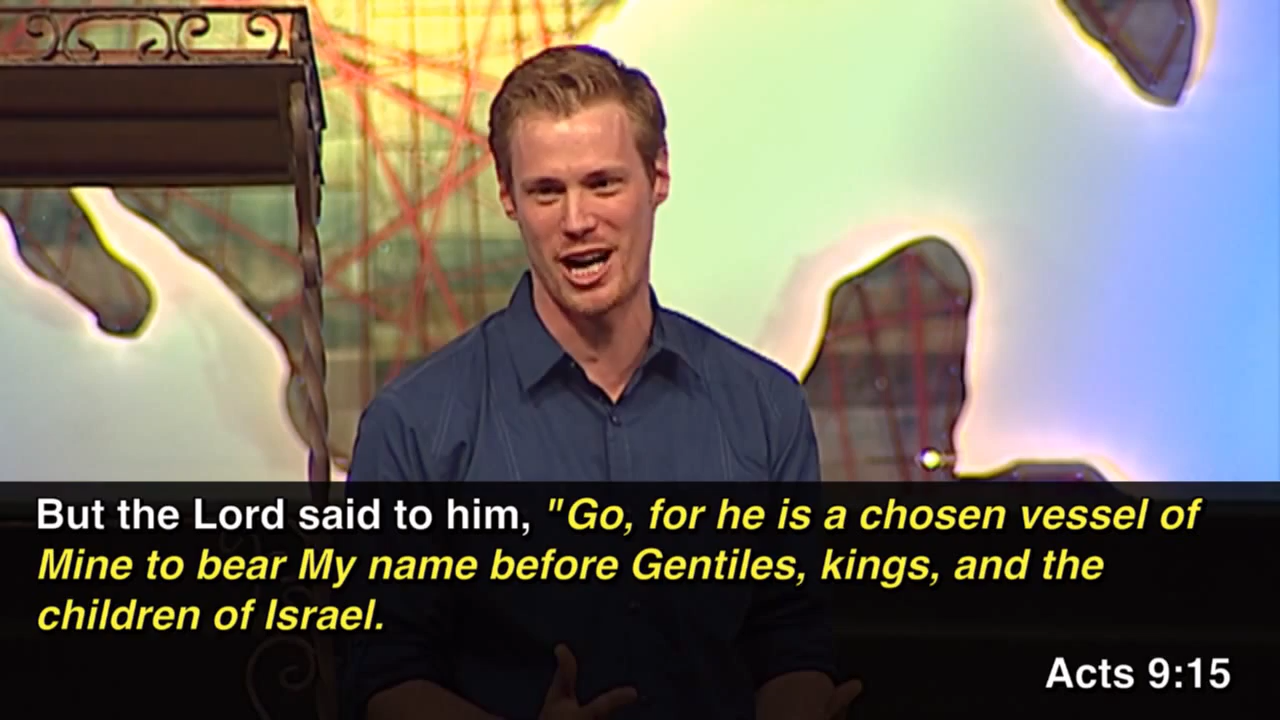 But the Lord said to him, "Go, for he is a chosen vessel of
Mine to bear My name before Gentiles, kings, and the
children of Israel.
Acts 9:15